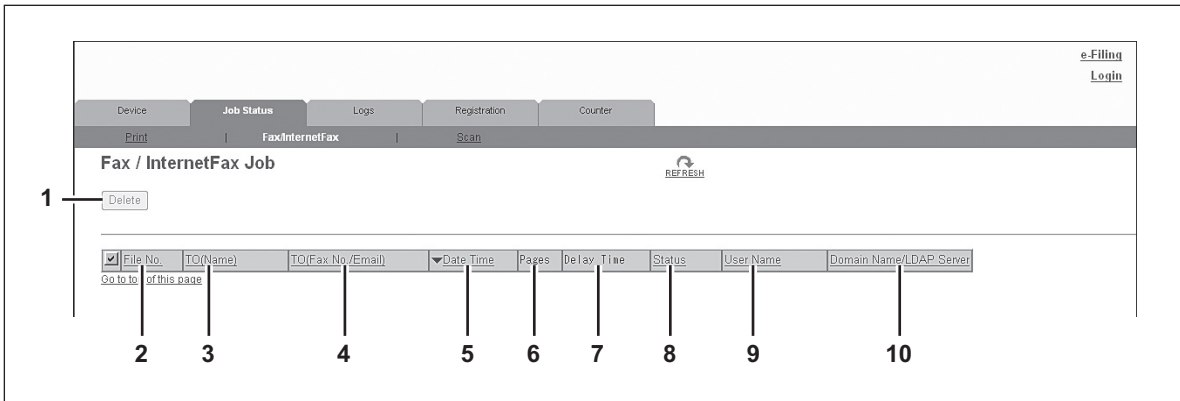 e-Filing
Login
Device Job Status Logs Registration Counter
Print | Fax/InternetFax | Scan
Fax / InternetFax Job
REFRESH
1
Delete
File No. TO(Name) TO(Fax No./Email) Date Time Pages Delay Time Status User Name Domain Name/LDAP Server
Go to to of this page
2 3 4 5 6 7 8 9 10